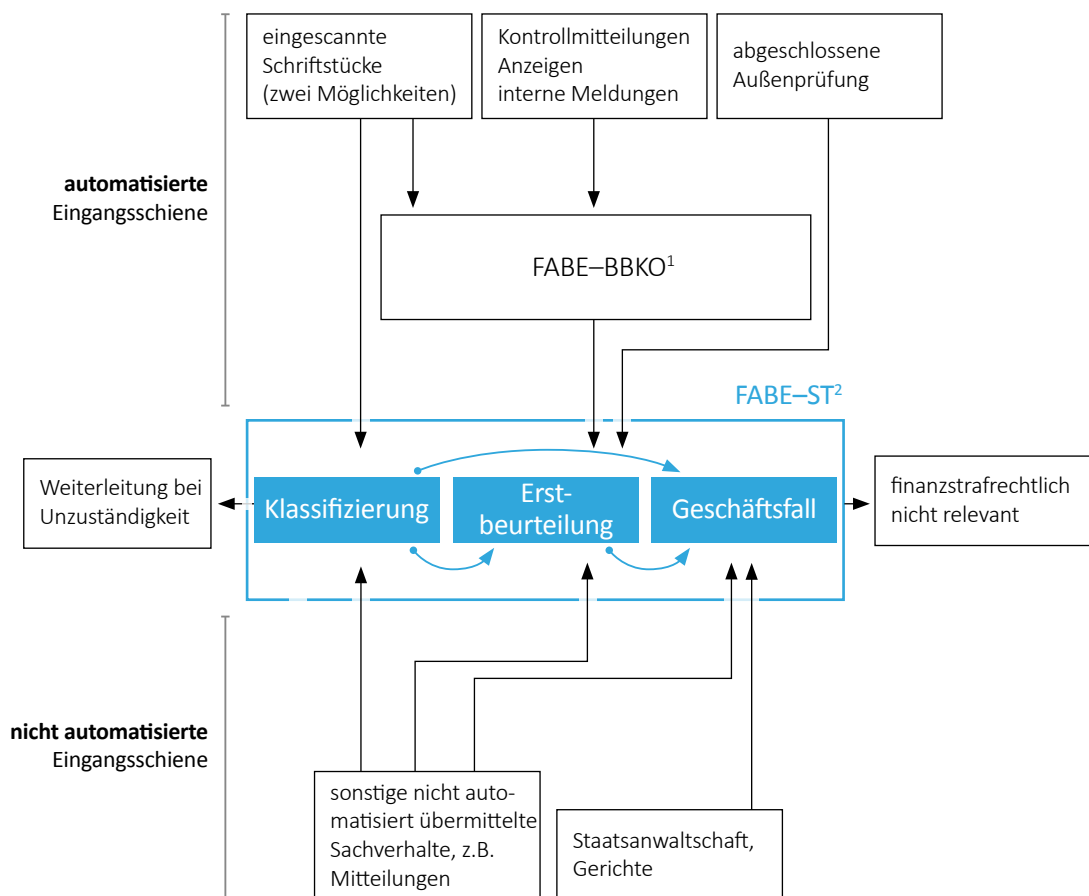 eingescannte
Schriftstücke
(zwei Möglichkeiten)
Kontrollmitteilungen
Anzeigen
interne Meldungen
abgeschlossene
Außenprüfung
automatisierte
Eingangsschiene
FABE–BBKO¹
FABE–ST²
Weiterleitung bei
Unzuständigkeit
Klassifizierung
Erst-
beurteilung
Geschäftsfall
finanzstrafrechtlich
nicht relevant
nicht automatisierte
Eingangsschiene
sonstige nicht auto-
matisiert übermittelte
Sachverhalte, z.B.
Mitteilungen
Staatsanwaltschaft,
Gerichte